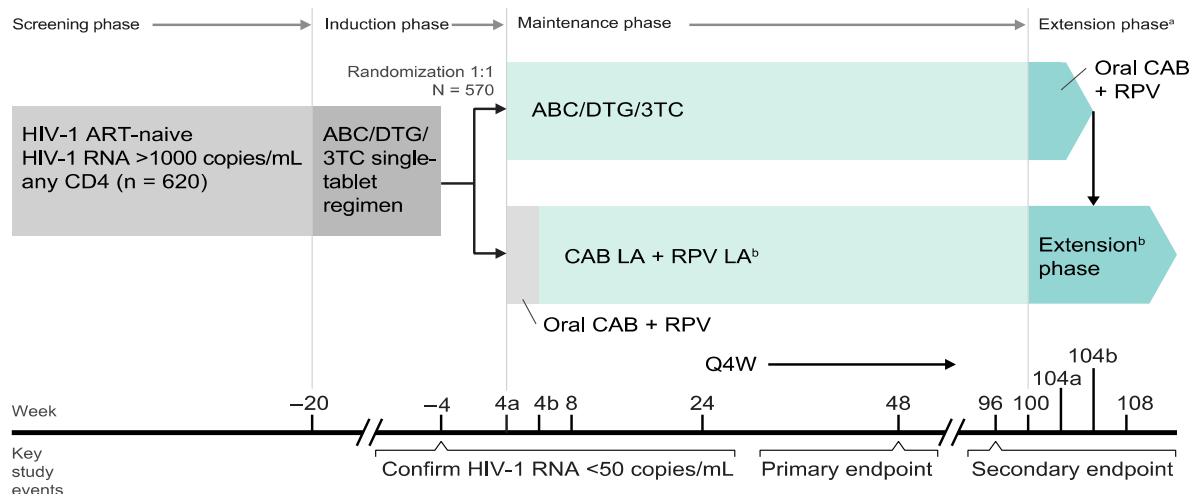 Screening phase
Induction phase
Maintenance phase
Extension phaseᵃ
Randomization 1:1
N = 570
HIV-1 ART-naive
HIV-1 RNA >1000 copies/mL
any CD4 (n = 620)
ABC/DTG/
3TC single-
tablet
regimen
ABC/DTG/3TC
Oral CAB
+ RPV
CAB LA + RPV LAᵇ
Extensionᵇ
phase
Oral CAB + RPV
Q4W
Week
–20
–4
4a
4b
8
24
48
96
100
104a
104b
108
Key
study
events
Confirm HIV-1 RNA <50 copies/mL
Primary endpoint
Secondary endpoint